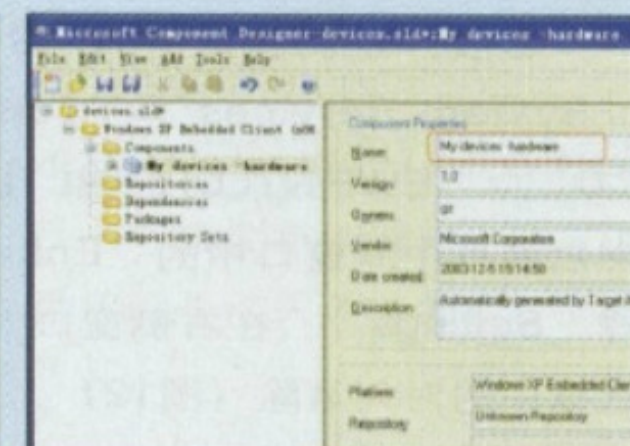 Microsoft Component Designer-devices.sld*:My devices -hardware
File Edit View Add Tools Help
devices.sld*
Windows XP Embedded Client
Components
My devices -hardware
Repositories
Dependencies
Packages
Repository Sets
Component Properties
Name: My devices -hardware
Version: 1.0
Owners:
Vendor: Microsoft Corporation
Date created:
Description: Automatically generated by Target
Platform: Windows XP Embedded
Repository: Unknown Repository